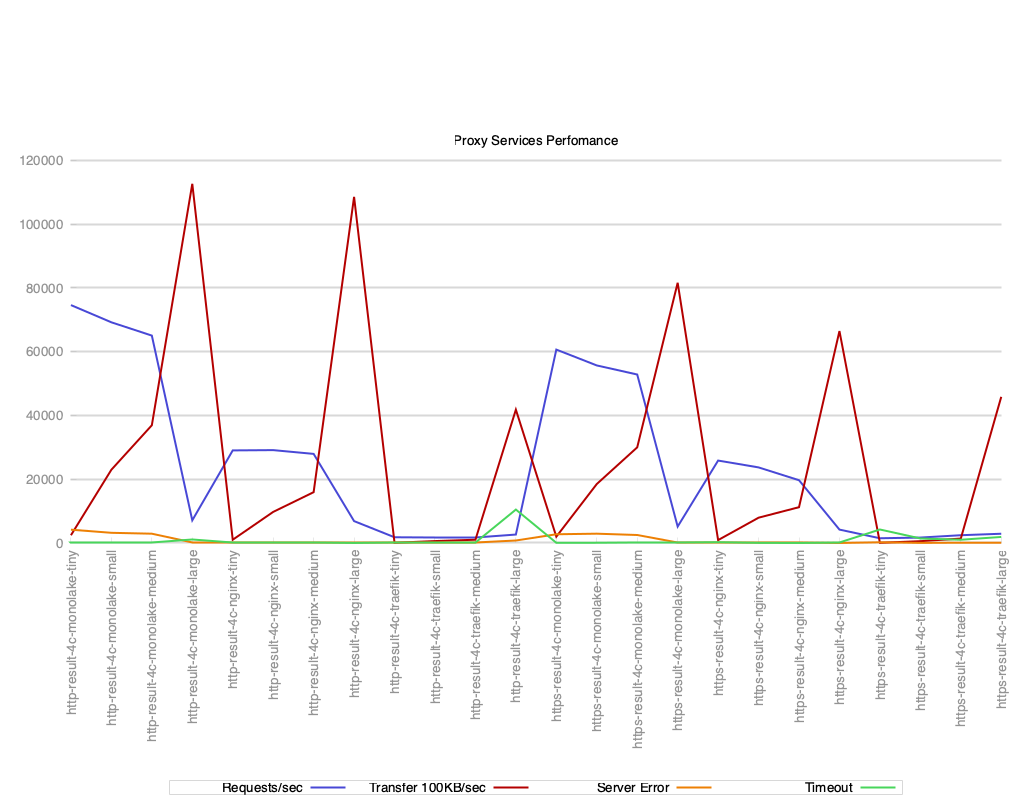 Proxy Services Perfomance
120000
100000
80000
60000
40000
20000
0
http-result-4c-monolake-tiny
http-result-4c-monolake-small
http-result-4c-monolake-medium
http-result-4c-monolake-large
http-result-4c-nginx-tiny
http-result-4c-nginx-small
http-result-4c-nginx-medium
http-result-4c-nginx-large
http-result-4c-traefik-tiny
http-result-4c-traefik-small
http-result-4c-traefik-medium
http-result-4c-traefik-large
https-result-4c-monolake-tiny
https-result-4c-monolake-small
https-result-4c-monolake-medium
https-result-4c-monolake-large
https-result-4c-nginx-tiny
https-result-4c-nginx-small
https-result-4c-nginx-medium
https-result-4c-nginx-large
https-result-4c-traefik-tiny
https-result-4c-traefik-small
https-result-4c-traefik-medium
https-result-4c-traefik-large
Requests/sec Transfer 100KB/sec Server Error Timeout